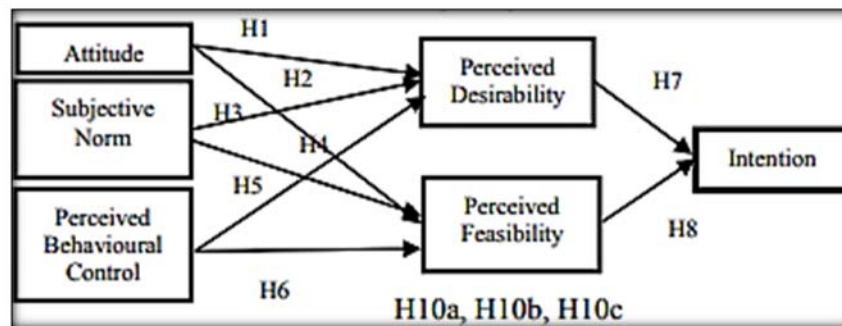 H1
Attitude
H2
Subjective
Norm
H3
H4
H5
Perceived
Behavioural
Control
H6
Perceived
Desirability
Perceived
Feasibility
H7
H8
Intention
H10a, H10b, H10c